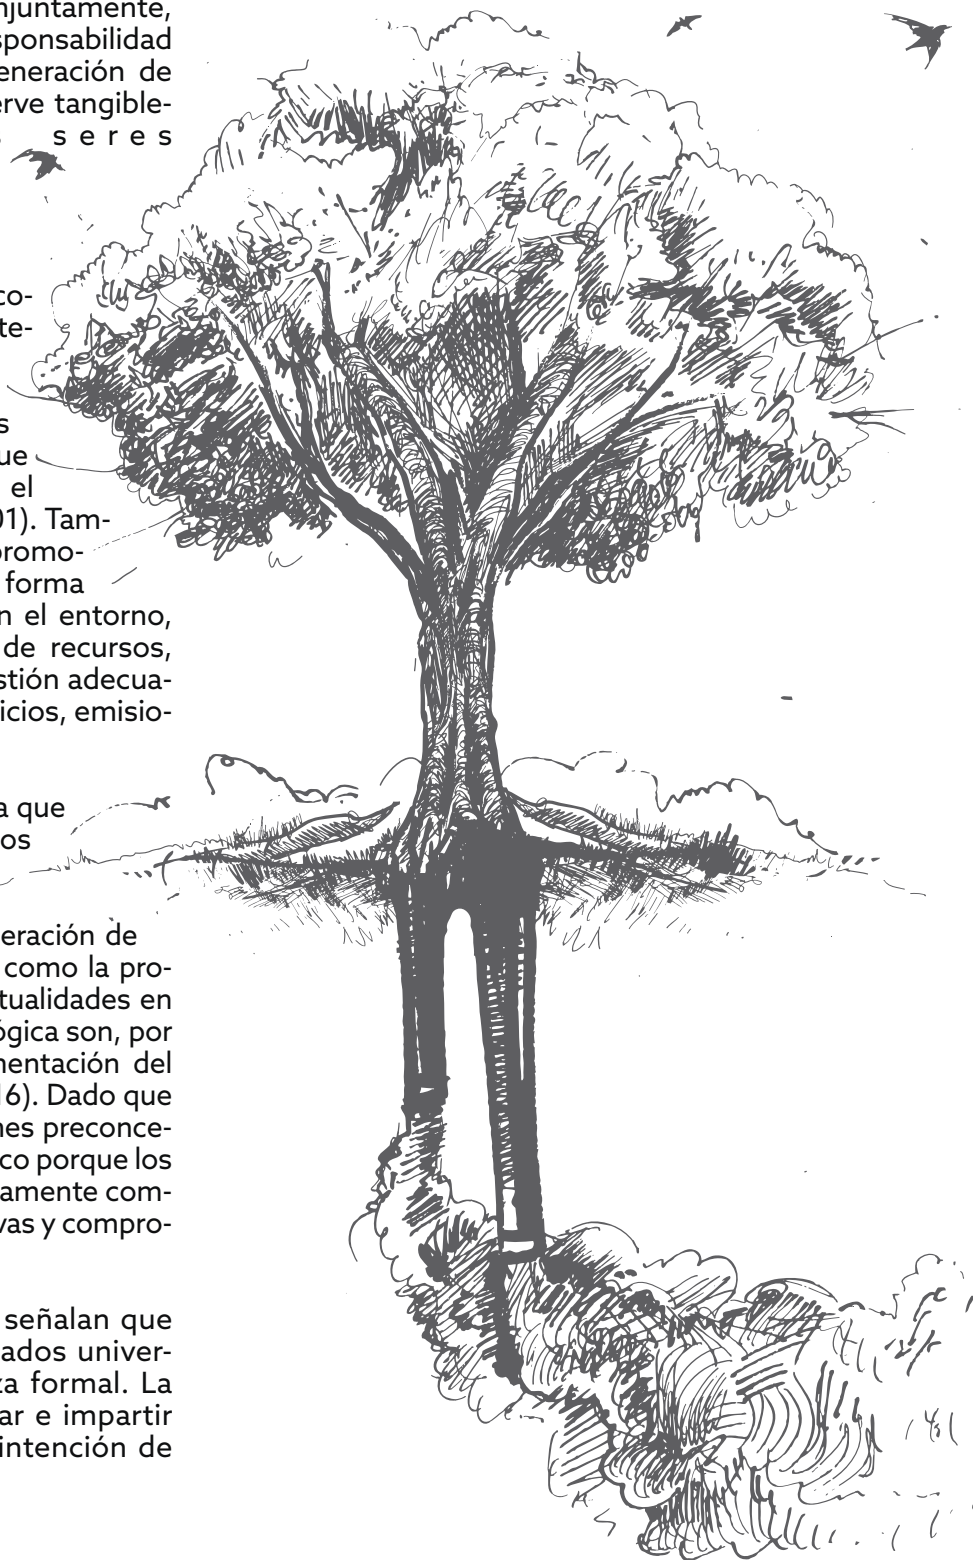 njuntamente,
sponsabilidad
eneración de
erve tangible-
seres
co-
te-
s
ue
el
01). Tam-
promo-
forma
n el entorno,
de recursos,
stión adecua-
icios, emisio-
a que
os
eración de
como la pro-
tualidades en
ógica son, por
mentación del
16). Dado que
nes preconce-
co porque los
amente com-
vas y compro-
señalan que
ados univer-
za formal. La
ar e impartir
intención de